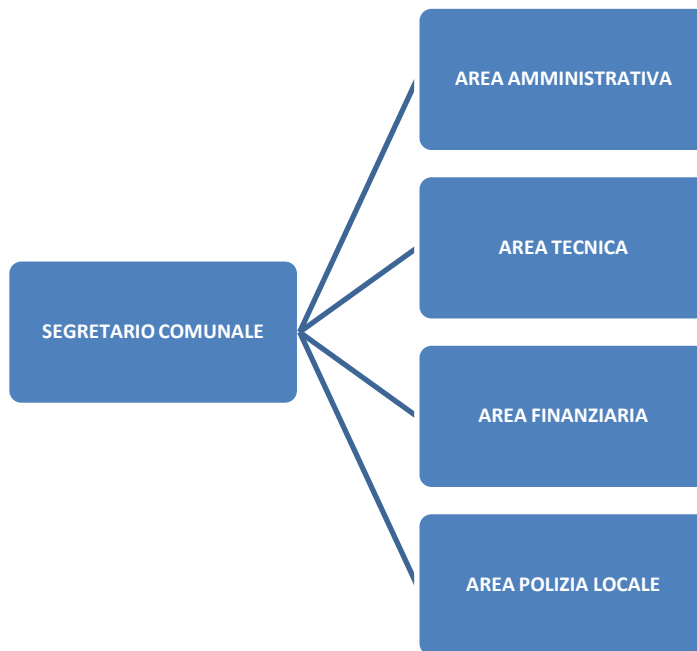 SEGRETARIO COMUNALE
AREA AMMINISTRATIVA
AREA TECNICA
AREA FINANZIARIA
AREA POLIZIA LOCALE